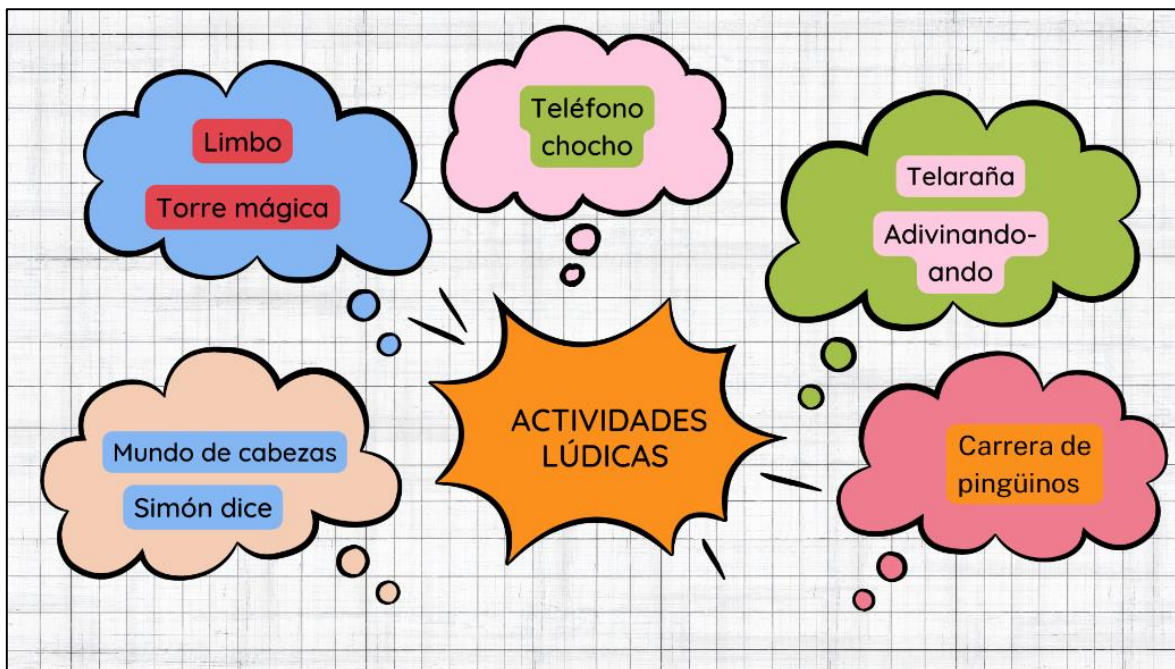 Limbo
Torre mágica
Teléfono
chocho
Telaraña
Adivinando-
ando
Mundo de cabezas
Simón dice
ACTIVIDADES
LÚDICAS
Carrera de
pingüinos